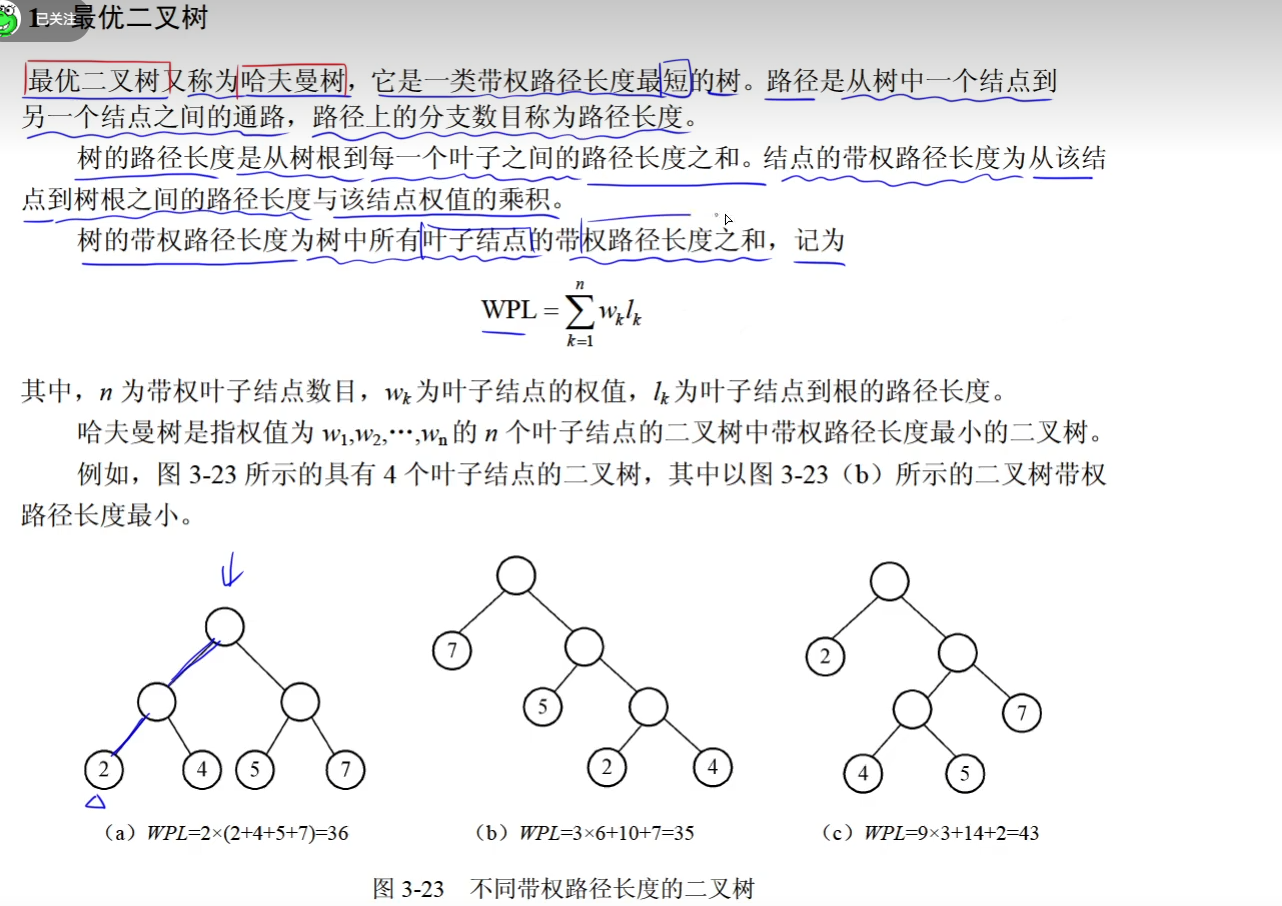 已关注
1. 最优二叉树
最优二叉树又称为哈夫曼树，它是一类带权路径长度最短的树。路径是从树中一个结点到
另一个结点之间的通路，路径上的分支数目称为路径长度。
树的路径长度是从树根到每一个叶子之间的路径长度之和。结点的带权路径长度为从该结
点到树根之间的路径长度与该结点权值的乘积。
树的带权路径长度为树中所有叶子结点的带权路径长度之和，记为
WPL = ∑ₖ₌₁ⁿ wₖlₖ
其中，n 为带权叶子结点数目，wₖ为叶子结点的权值，lₖ为叶子结点到根的路径长度。
哈夫曼树是指权值为 w₁,w₂,⋯,wₙ的 n 个叶子结点的二叉树中带权路径长度最小的二叉树。
例如，图 3-23 所示的具有 4 个叶子结点的二叉树，其中以图 3-23（b）所示的二叉树带权
路径长度最小。
2 4 5 7
7
5
2 4
2
7
4 5
（a）WPL=2×(2+4+5+7)=36
（b）WPL=3×6+10+7=35
（c）WPL=9×3+14+2=43
图 3-23 不同带权路径长度的二叉树